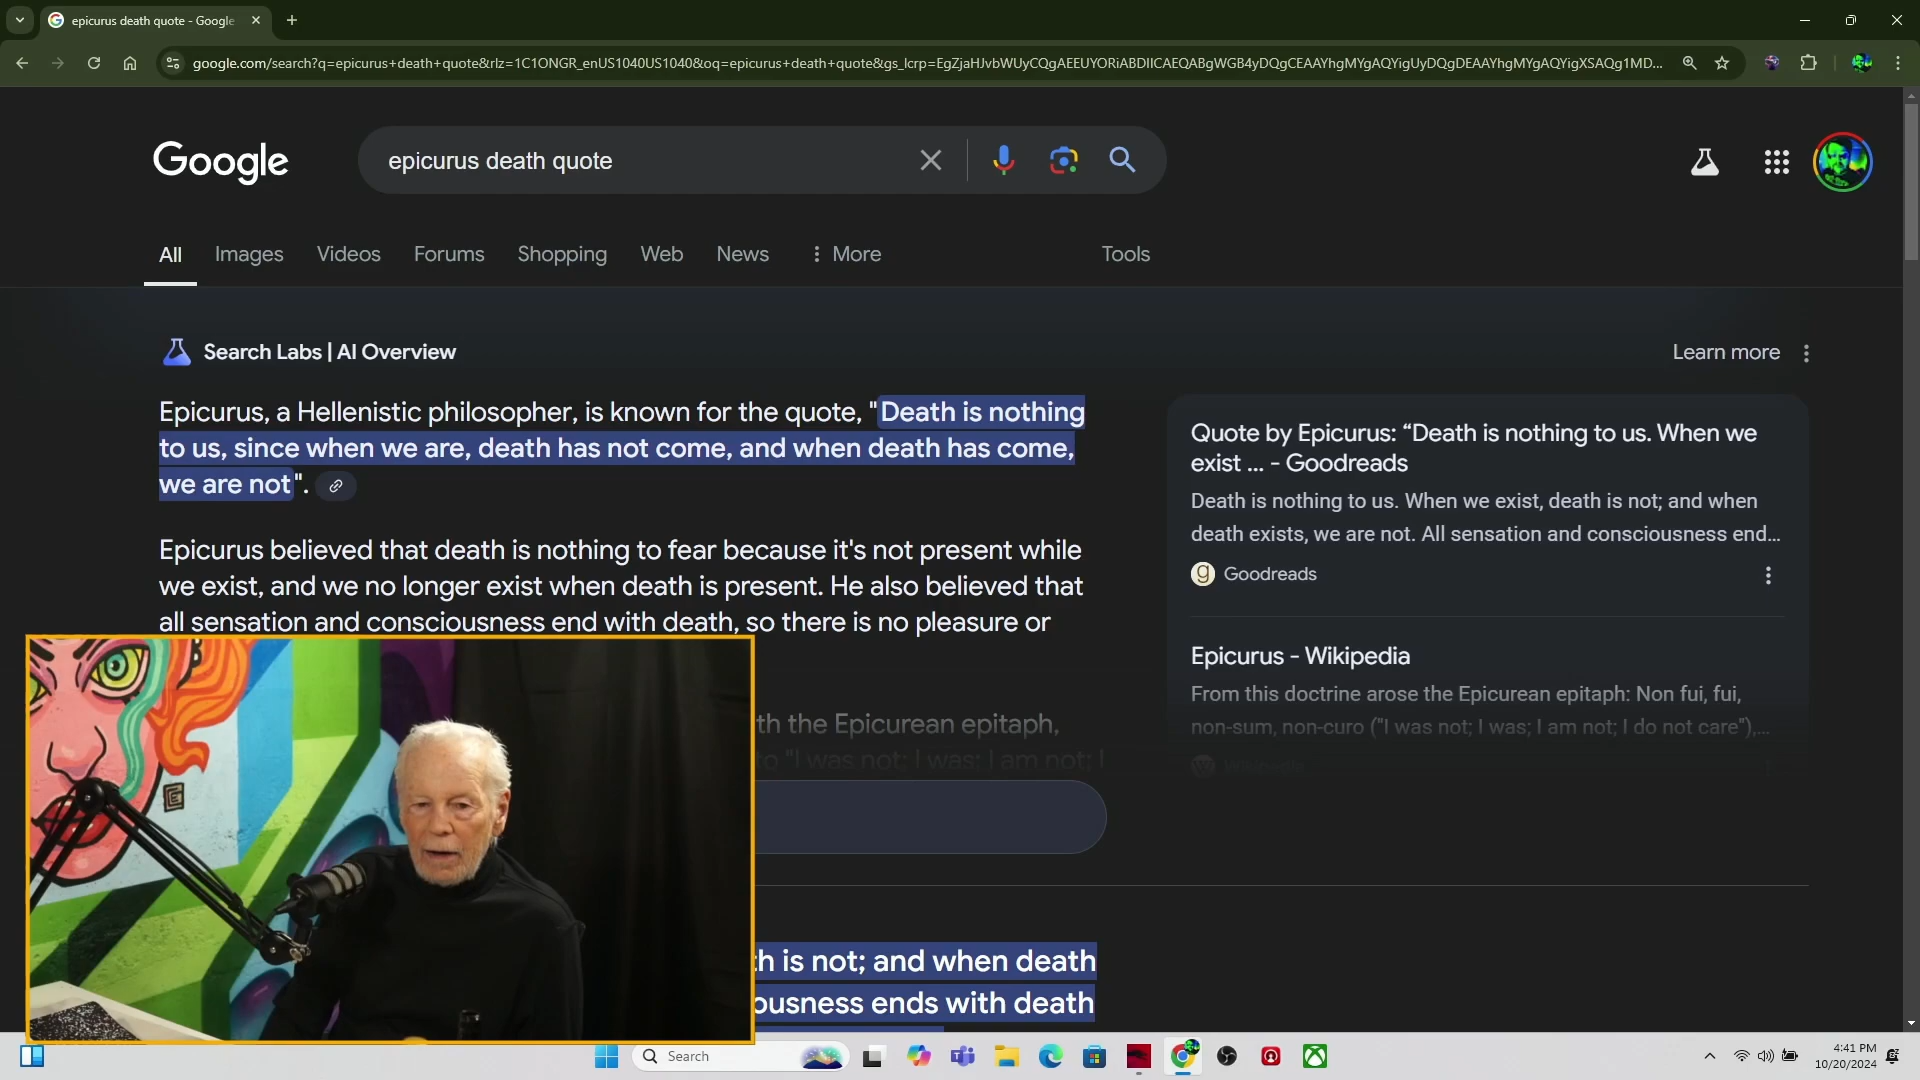 epicurus death quote - Google
google.com/search?q=epicurus+death+quote&rlz=1C1ONGR_enUS1040US1040&oq=epicurus+death+quote&gs_lcrp=EgZjaHJvbWUyCQgAEEUYORiABDIICAEQABgWGB4yDQgCEAAYhgMYgAQYigUyDQgDEAAYhgMYgAQYigXSAQg1MD...
Google
epicurus death quote
All Images Videos Forums Shopping Web News More Tools
Search Labs | AI Overview
Learn more
Epicurus, a Hellenistic philosopher, is known for the quote, "Death is nothing
to us, since when we are, death has not come, and when death has come,
we are not".
Epicurus believed that death is nothing to fear because it's not present while
we exist, and we no longer exist when death is present. He also believed that
all sensation and consciousness end with death, so there is no pleasure or
th the Epicurean epitaph,
to "I was not; I was; I am not; I
Quote by Epicurus: “Death is nothing to us. When we
exist ... - Goodreads
Death is nothing to us. When we exist, death is not; and when
death exists, we are not. All sensation and consciousness end...
Goodreads
Epicurus - Wikipedia
From this doctrine arose the Epicurean epitaph: Non fui, fui,
non-sum, non-curo ("I was not; I was; I am not; I do not care"),...
Wikipedia
th is not; and when death
ousness ends with death
Search
4:41 PM
10/20/2024